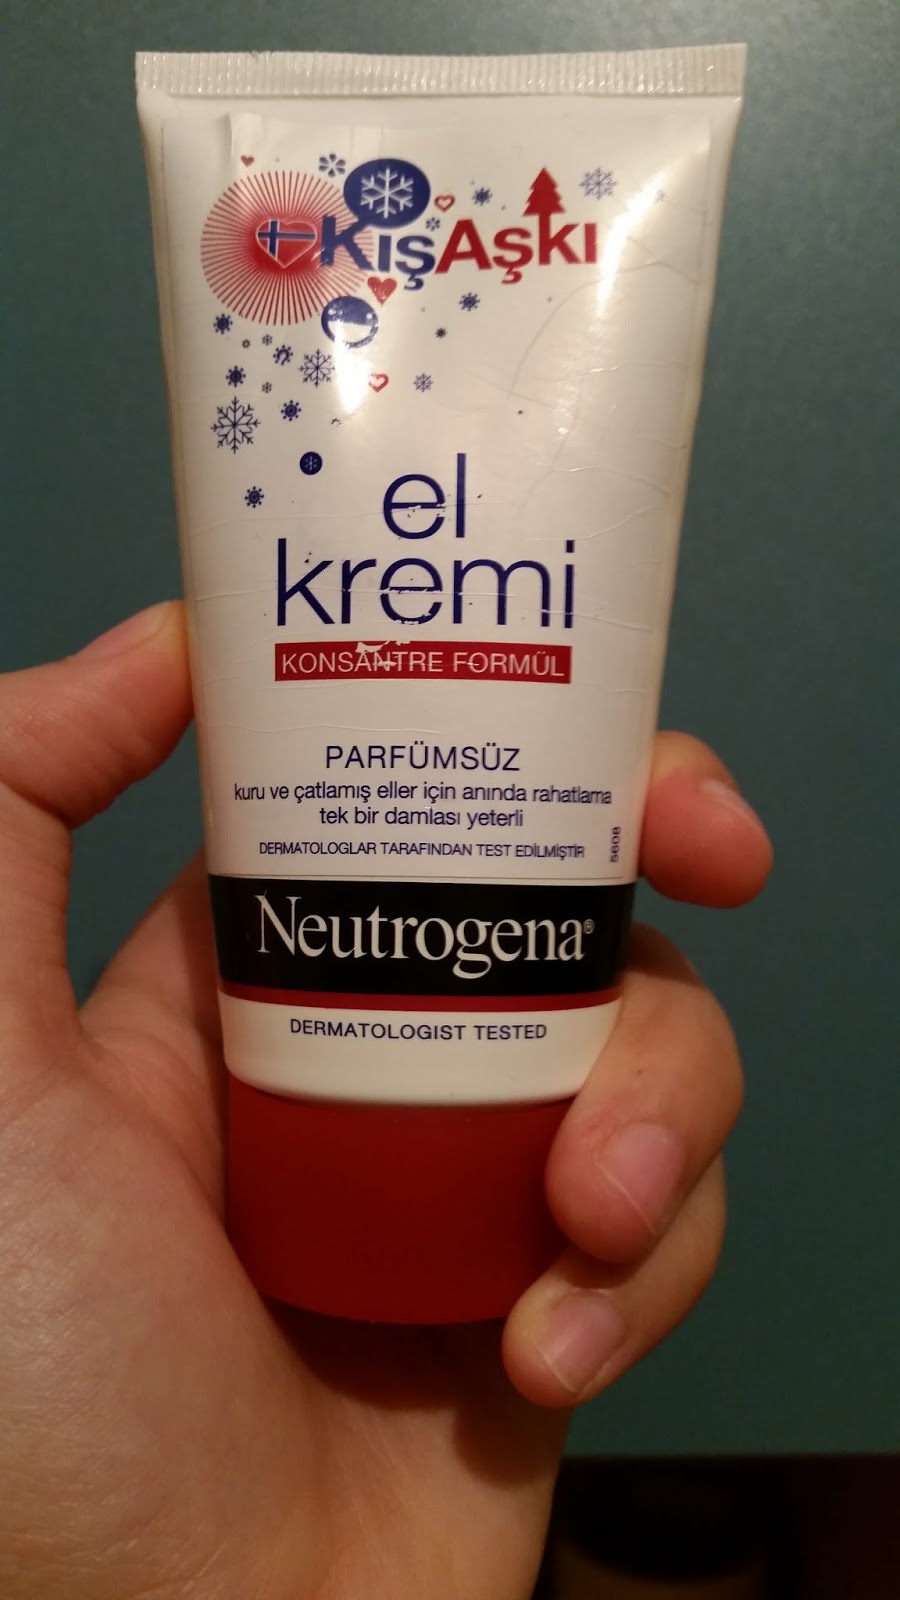 KışAşkı
el
kremi
KONSANTRE FORMÜL
PARFÜMSÜZ
kuru ve çatlamış eller için anında rahatlama
tek bir damlası yeterli
DERMATOLOGLAR TARAFINDAN TEST EDİLMİŞTİR
5608
Neutrogena®
DERMATOLOGIST TESTED